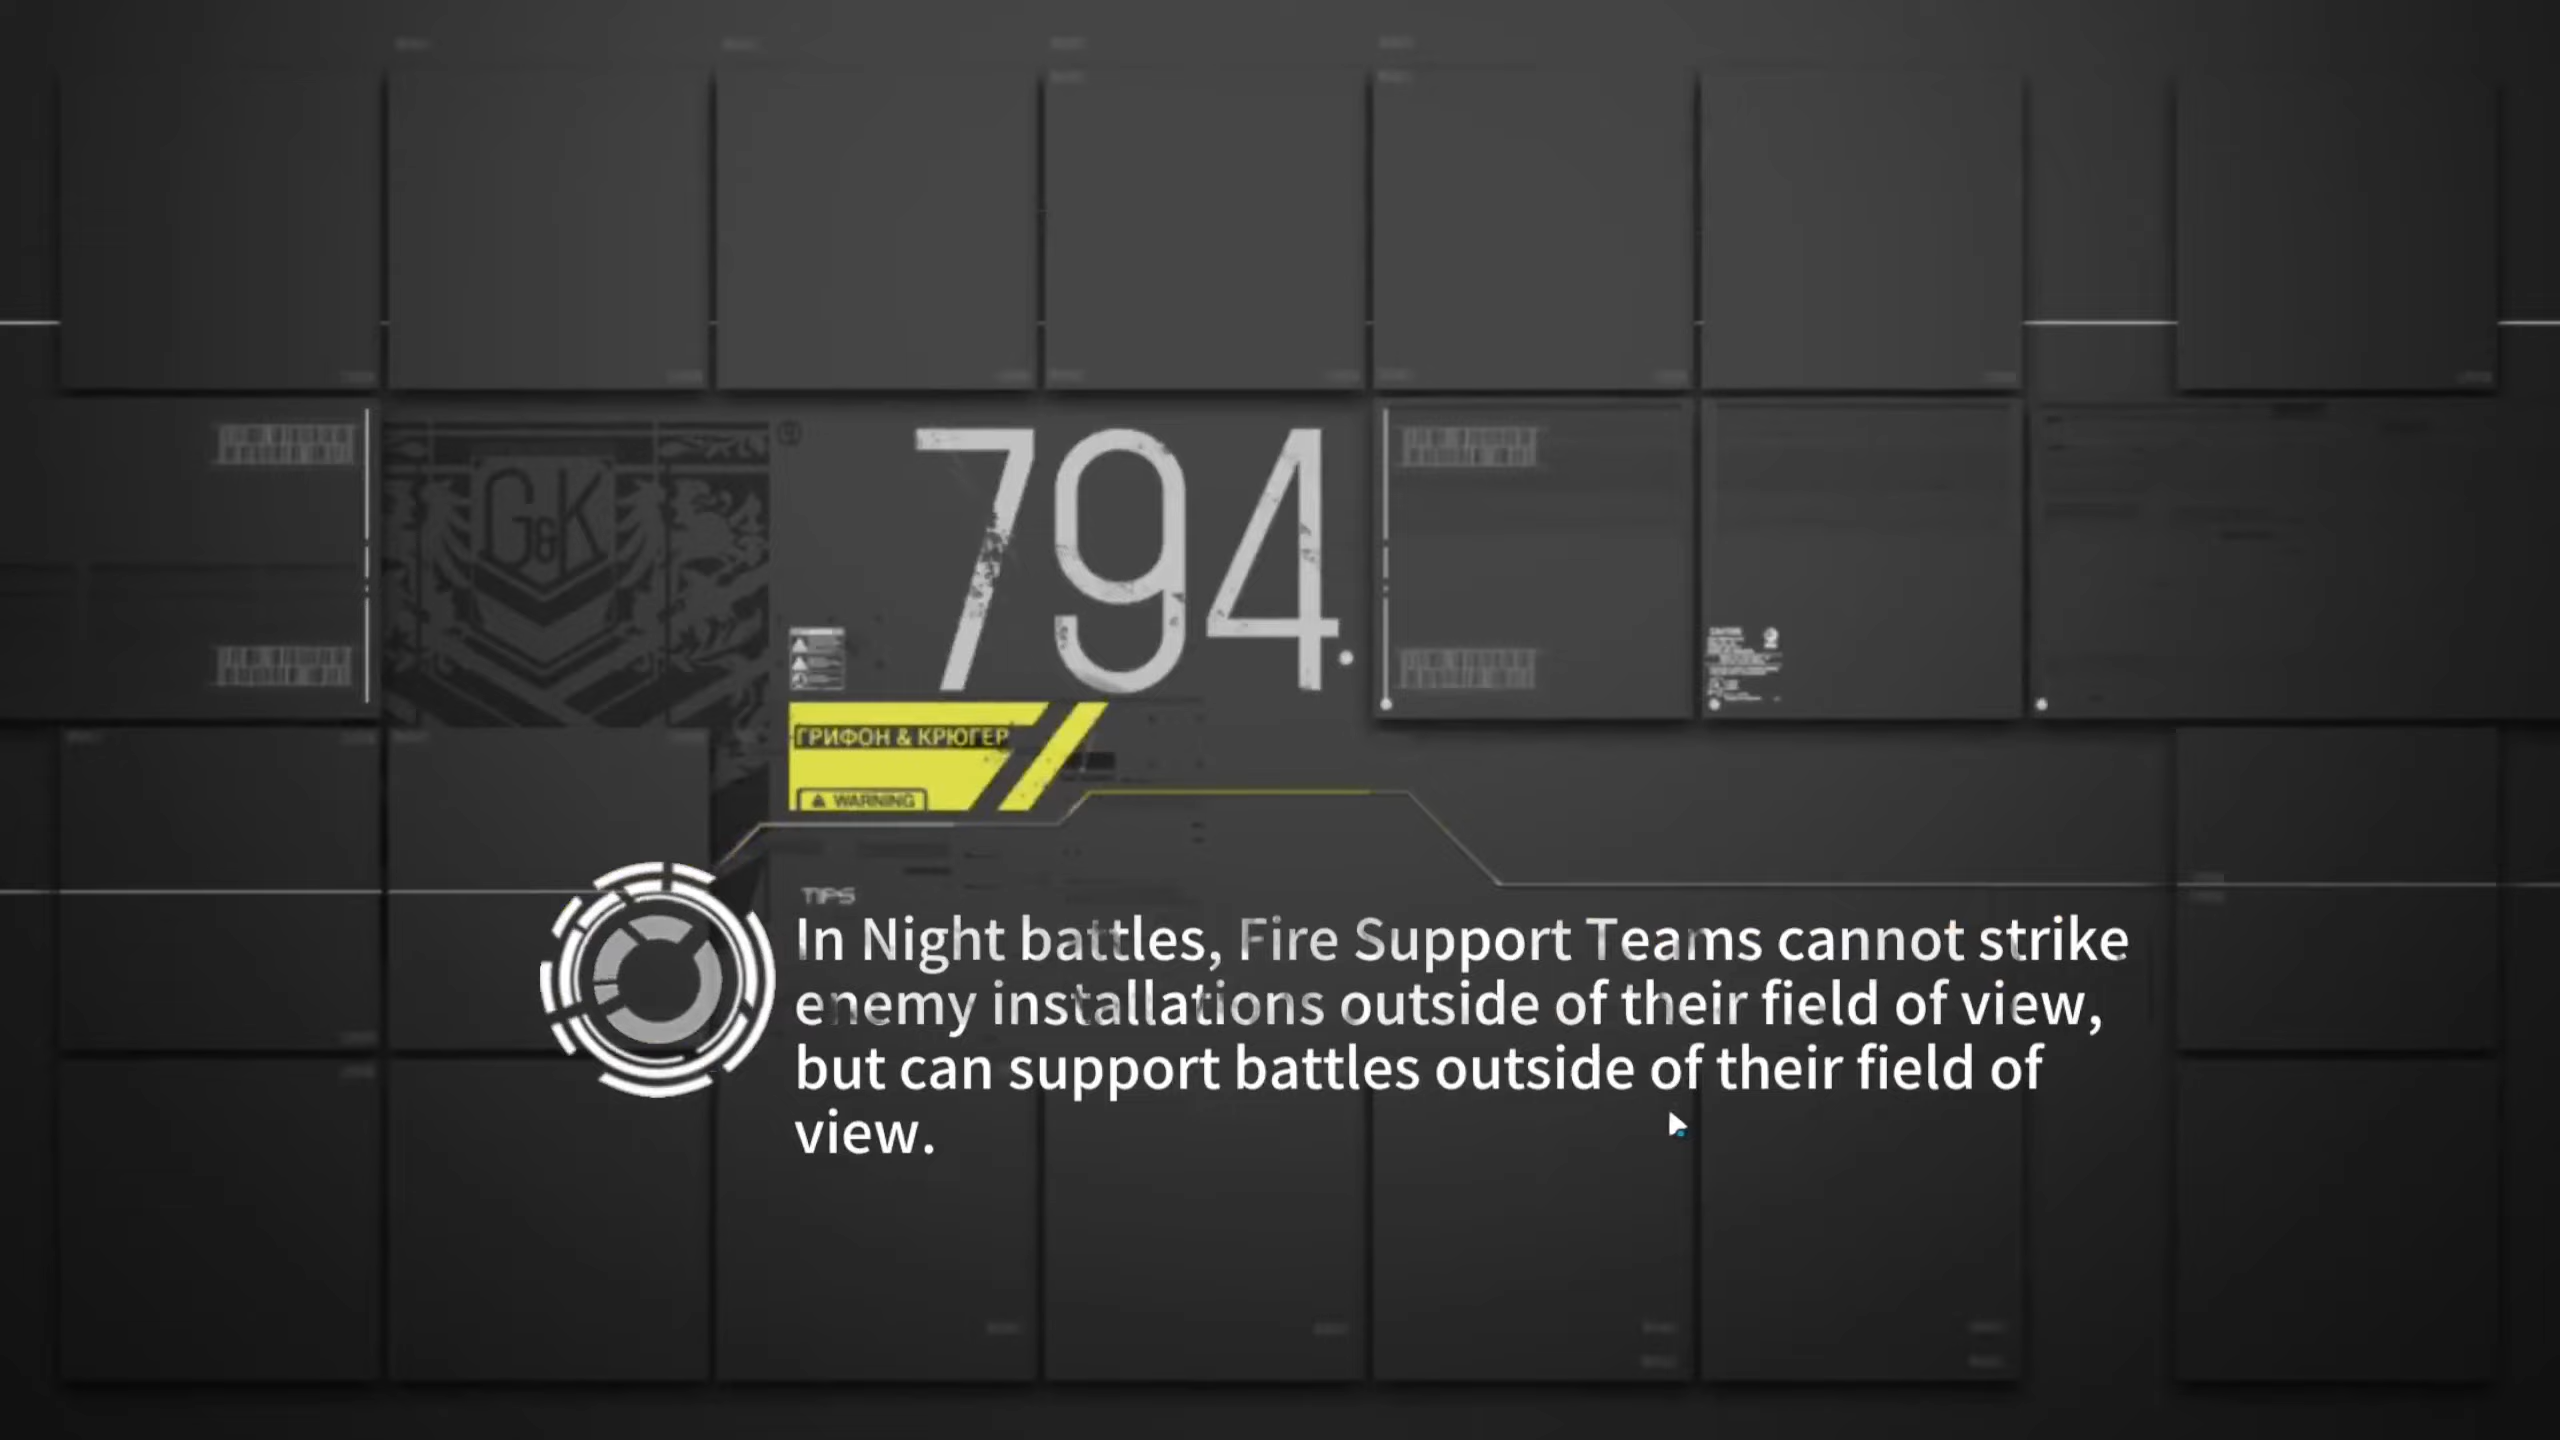 G&K
794.
ГРИФОН & КРЮГЕР
WARNING
TIPS
In Night battles, Fire Support Teams cannot strike
enemy installations outside of their field of view,
but can support battles outside of their field of
view.